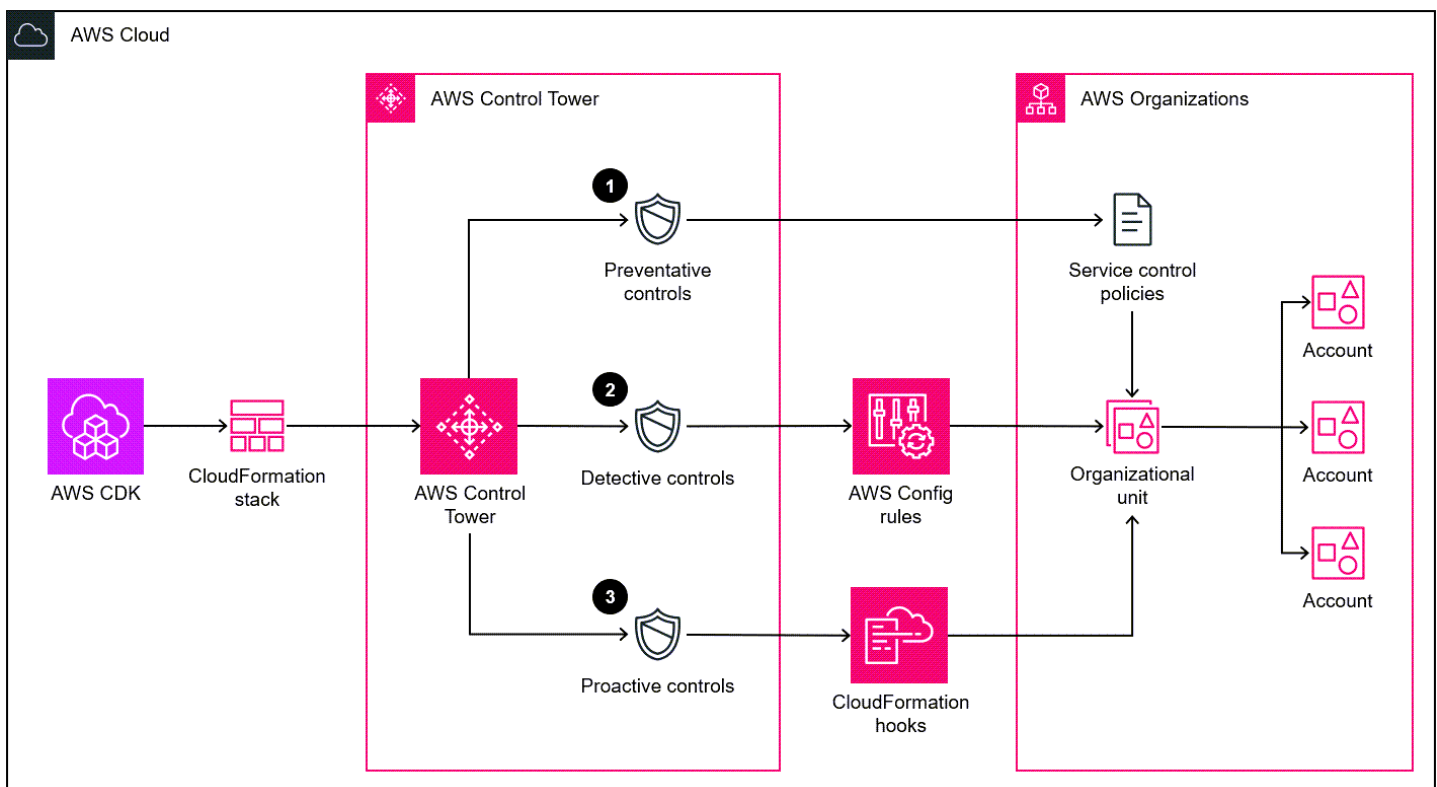 AWS Cloud
AWS Control Tower
AWS Organizations
1
Preventative
controls
Service control
policies
Account
2
Detective controls
AWS CDK
CloudFormation
stack
AWS Control
Tower
AWS Config
rules
Organizational
unit
Account
3
Proactive controls
CloudFormation
hooks
Account